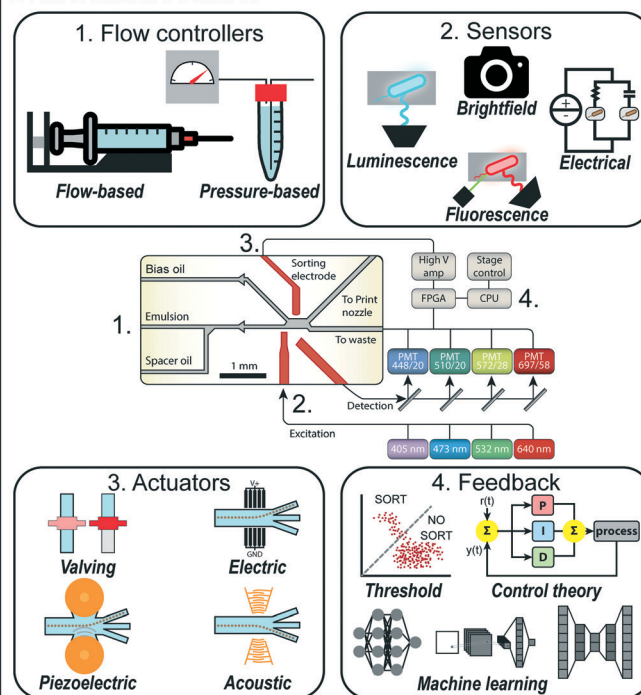 1. Flow controllers
Flow-based
Pressure-based
2. Sensors
Luminescence
Brightfield
Fluorescence
Electrical
3.
Bias oil
Sorting
electrode
To Print
nozzle
1.
Emulsion
To waste
Spacer oil
1 mm
2.
Detection
Excitation
High V
amp
Stage
control
FPGA
CPU
4.
PMT
448/20
PMT
510/20
PMT
572/28
PMT
697/58
405 nm
473 nm
532 nm
640 nm
3. Actuators
Valving
V+
GND
Electric
Piezoelectric
Acoustic
4. Feedback
SORT
NO
SORT
Threshold
r(t)
Σ
y(t)
P
I
D
Σ
process
Control theory
Machine learning